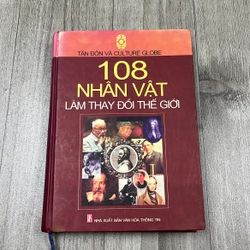 TẤN ĐÔN VÀ CULTURE GLOBE
108
NHÂN VẬT
LÀM THAY ĐỔI THẾ GIỚI
NHÀ XUẤT BẢN VĂN HÓA THÔNG TIN